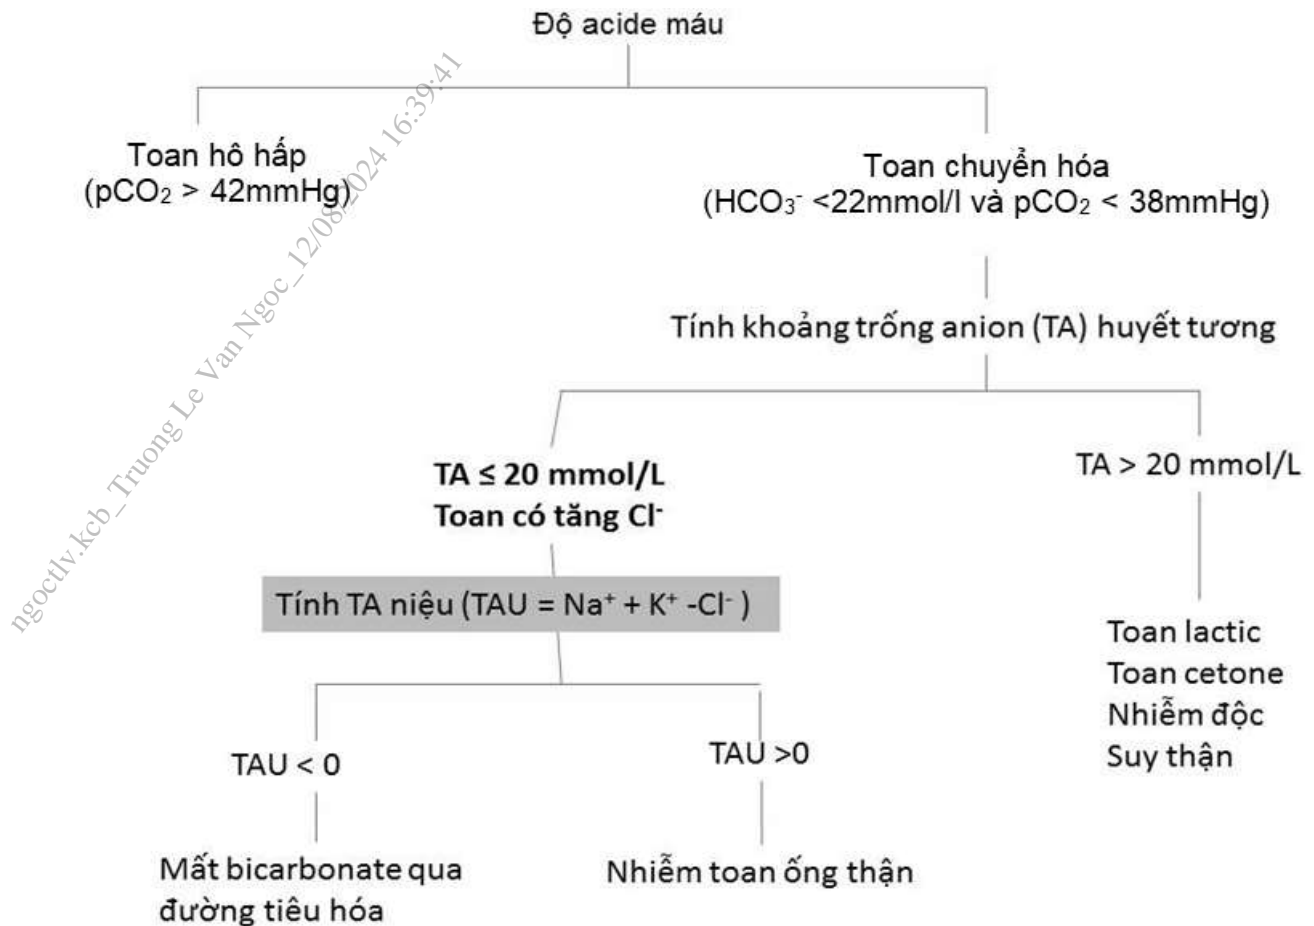 Độ acide máu
Toan hô hấp
(pCO₂ > 42mmHg)
Toan chuyển hóa
(HCO₃⁻ <22mmol/l và pCO₂ < 38mmHg)
Tính khoảng trống anion (TA) huyết tương
TA ≤ 20 mmol/L
Toan có tăng Cl⁻
TA > 20 mmol/L
Tính TA niệu (TAU = Na⁺ + K⁺ -Cl⁻ )
Toan lactic
Toan cetone
Nhiễm độc
Suy thận
TAU < 0
TAU >0
Mất bicarbonate qua
đường tiêu hóa
Nhiễm toan ống thận
ngoctlv.kcb_Truong Le Van Ngoc_12/08/2024 16:39:41